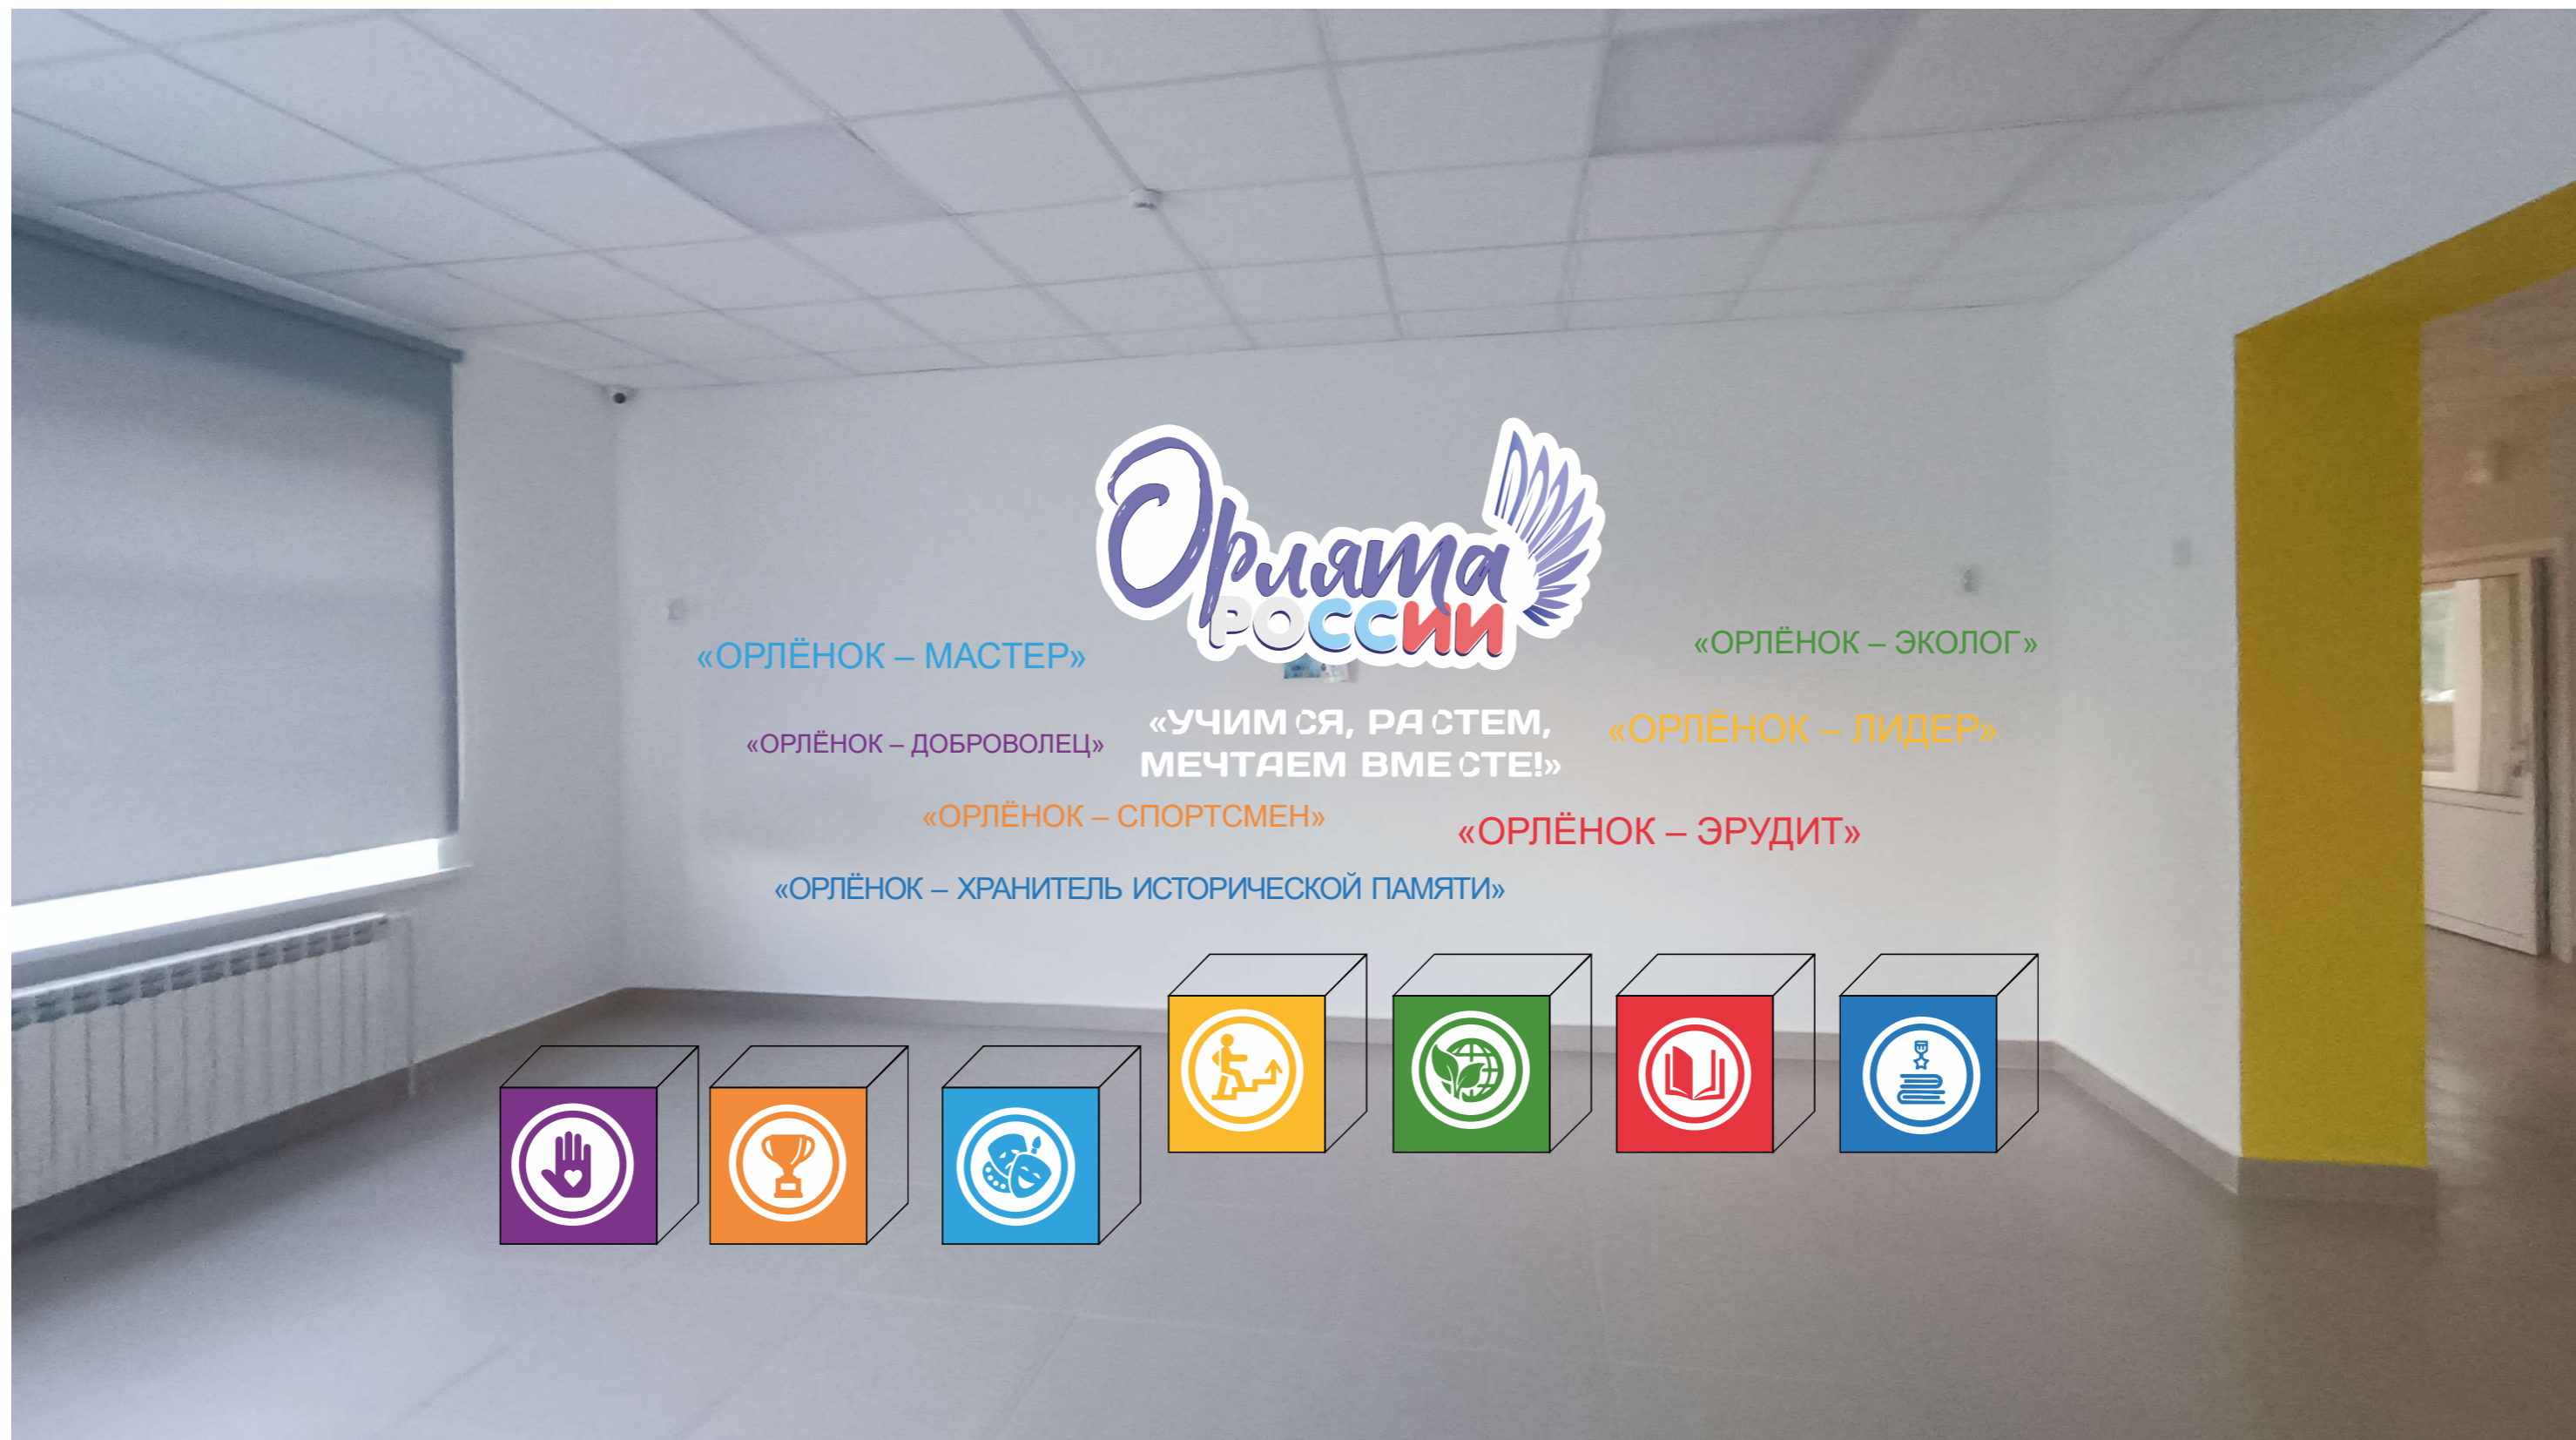 Орлята
РОССИИ
«ОРЛЁНОК – МАСТЕР»
«ОРЛЁНОК – ЭКОЛОГ»
«ОРЛЁНОК – ДОБРОВОЛЕЦ»
«УЧИМСЯ, РАСТЕМ,
МЕЧТАЕМ ВМЕСТЕ!»
«ОРЛЁНОК – ЛИДЕР»
«ОРЛЁНОК – СПОРТСМЕН»
«ОРЛЁНОК – ЭРУДИТ»
«ОРЛЁНОК – ХРАНИТЕЛЬ ИСТОРИЧЕСКОЙ ПАМЯТИ»